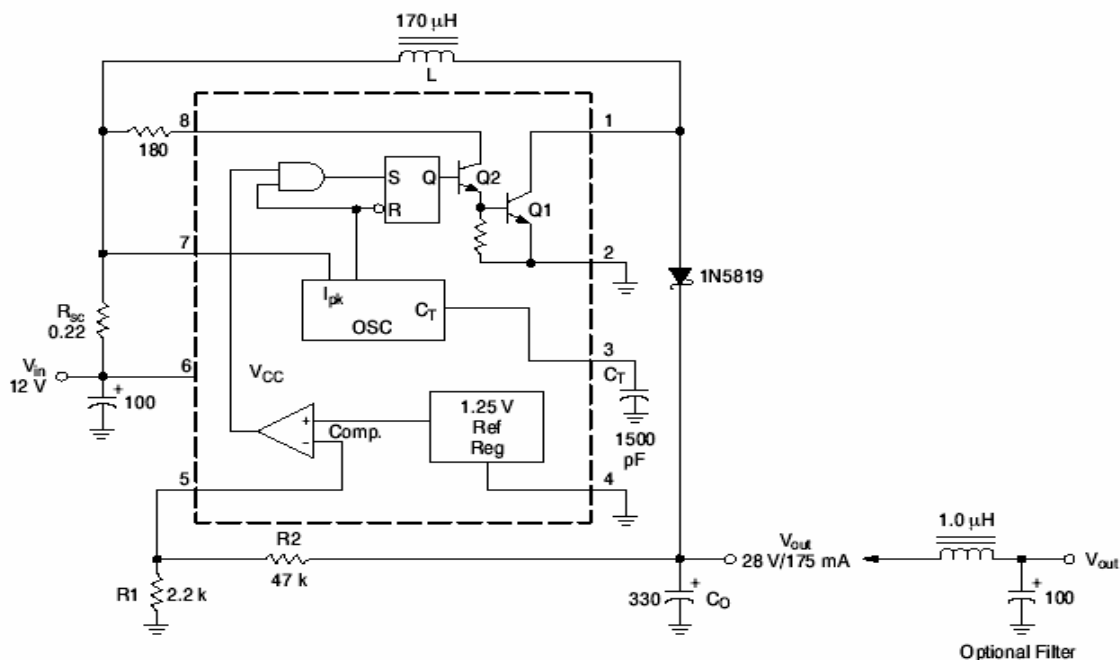 170 µH
L
8
1
180
S
Q
Q2
R
Q1
7
2
1N5819
Ipk
CT
OSC
Rsc
0.22
3
6
Vin
12 V
VCC
CT
+
100
1.25 V
Ref
Reg
+
Comp.
−
1500
pF
5
4
1.0 µH
R2
Vout
28 V/175 mA
Vout
47 k
R1
2.2 k
330
+
CO
+
100
Optional Filter